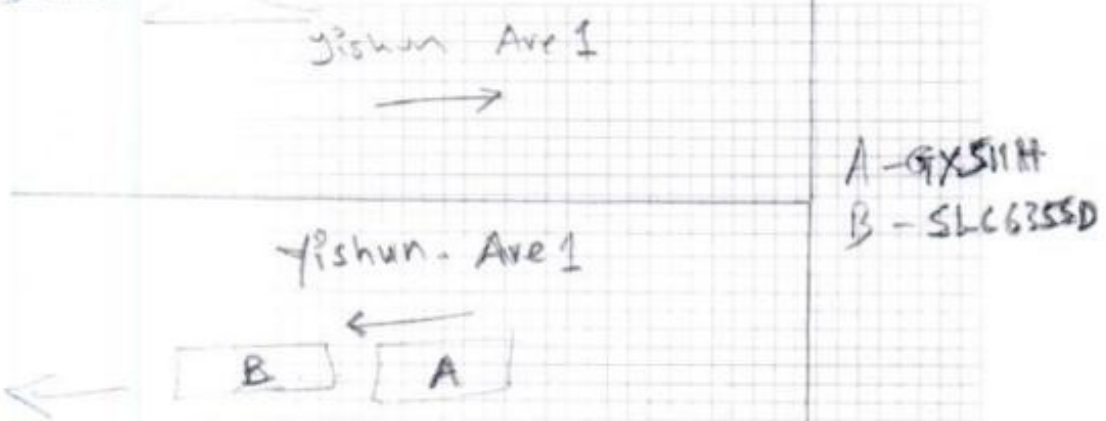 Yishun Ave 1
A - GX511H
B - SLC6355D
Yishun. Ave 1
B
A